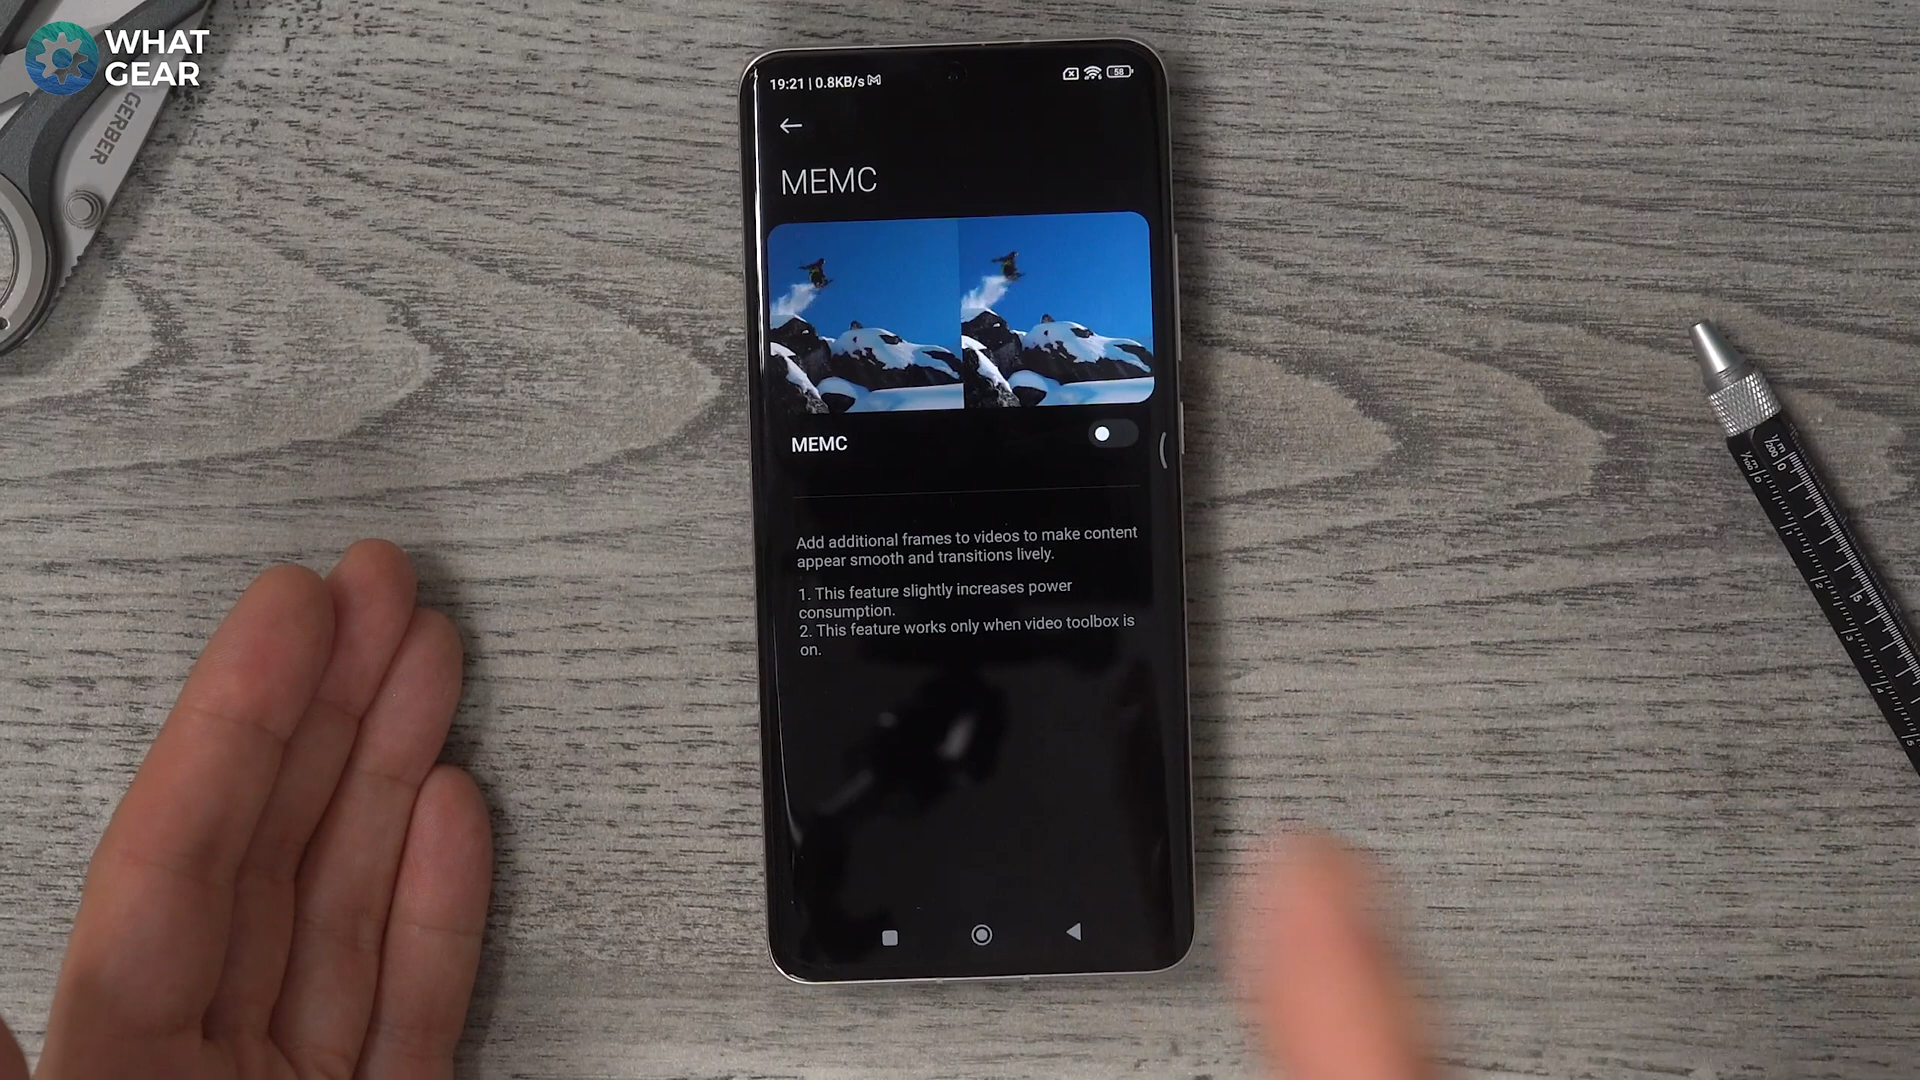 WHAT
GEAR
GERBER
19:21 | 0.8KB/s
58
MEMC
MEMC
Add additional frames to videos to make content
appear smooth and transitions lively.
1. This feature slightly increases power
consumption.
2. This feature works only when video toolbox is
on.